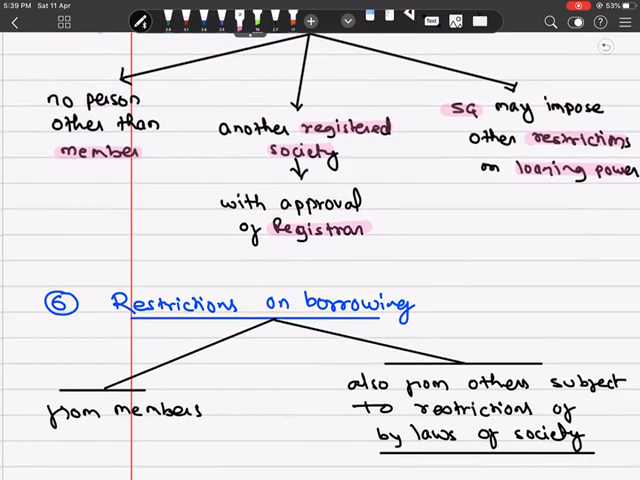 5:39 PM Sat 11 Apr
53%
Text
no person
other than
member
another registered
society
with approval
of Registrar
SG may impose
other restrictions
on loaning power
6 Restrictions on borrowing
from members
also from others subject
to restrictions of
by laws of society